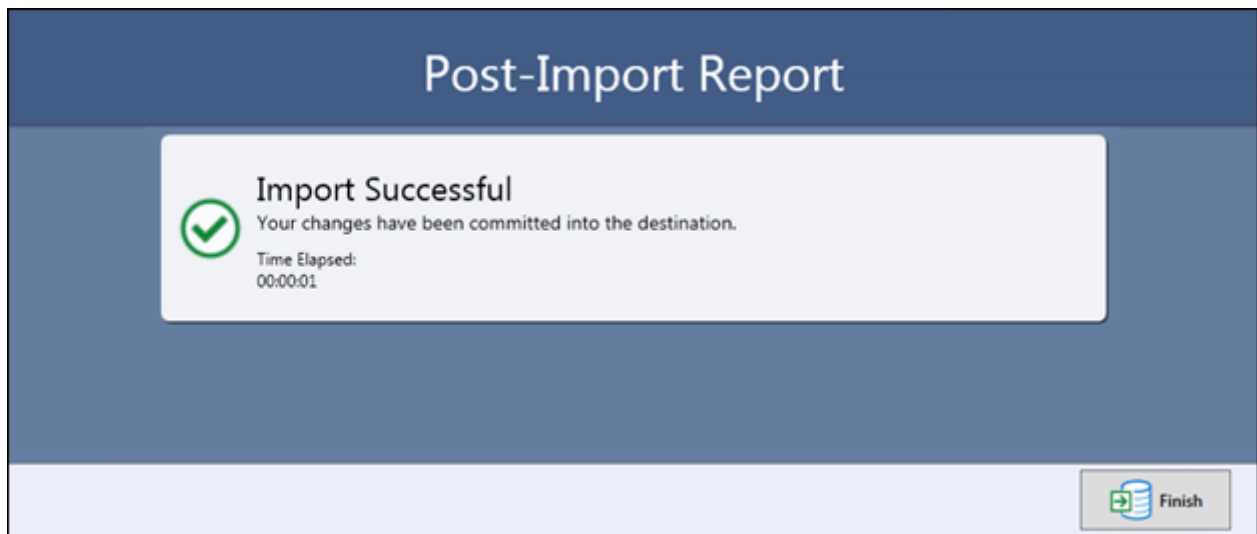 Post-Import Report
Import Successful
Your changes have been committed into the destination.
Time Elapsed:
00:00:01
Finish